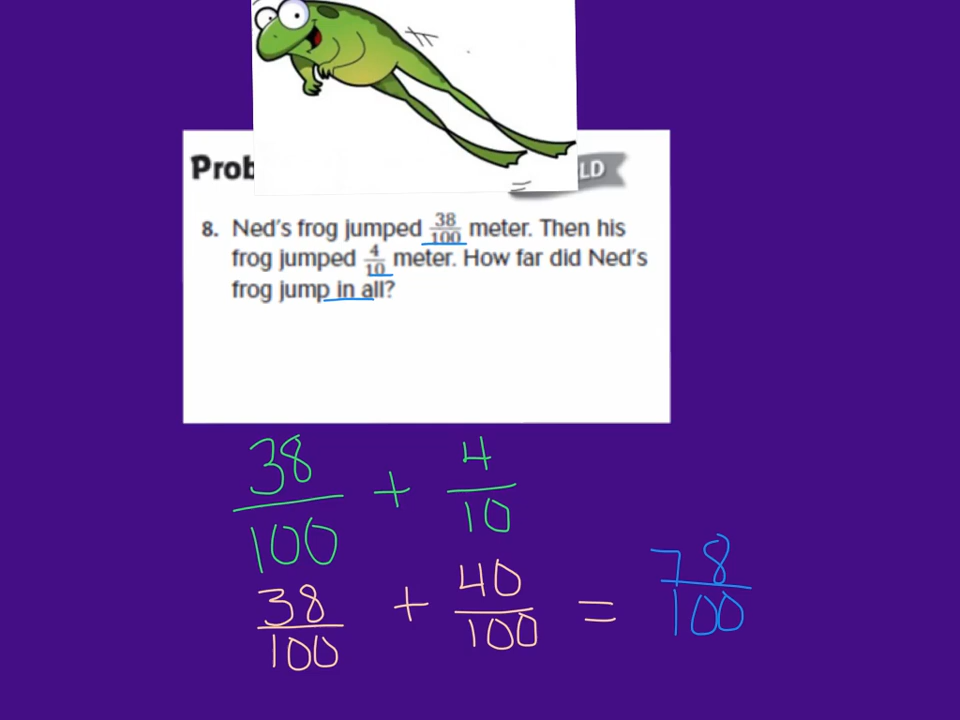 Prob
LD
8. Ned's frog jumped 38/100 meter. Then his
frog jumped 4/10 meter. How far did Ned's
frog jump in all?
38/100 + 4/10
38/100 + 40/100 = 78/100